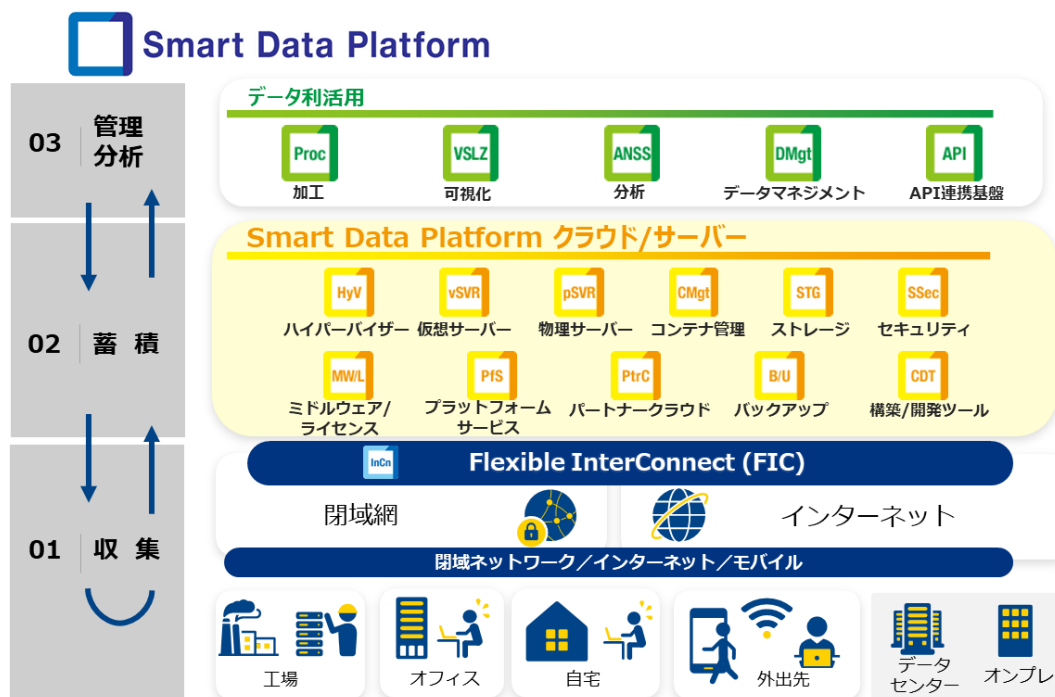 Smart Data Platform
03 管理
分析
データ利活用
Proc
VSLZ
ANSS
DMgt
API
加工
可視化
分析
データマネジメント
API連携基盤
02 蓄積
Smart Data Platform クラウド/サーバー
HyV
vSVR
pSVR
CMgt
STG
SSec
ハイパーバイザー
仮想サーバー
物理サーバー
コンテナ管理
ストレージ
セキュリティ
MW/L
PfS
PtrC
B/U
CDT
ミドルウェア/
ライセンス
プラットフォーム
サービス
パートナークラウド
バックアップ
構築/開発ツール
01 収集
InCn
Flexible InterConnect (FIC)
閉域網
インターネット
閉域ネットワーク／インターネット／モバイル
工場
オフィス
自宅
外出先
データ
センター
オンプレ